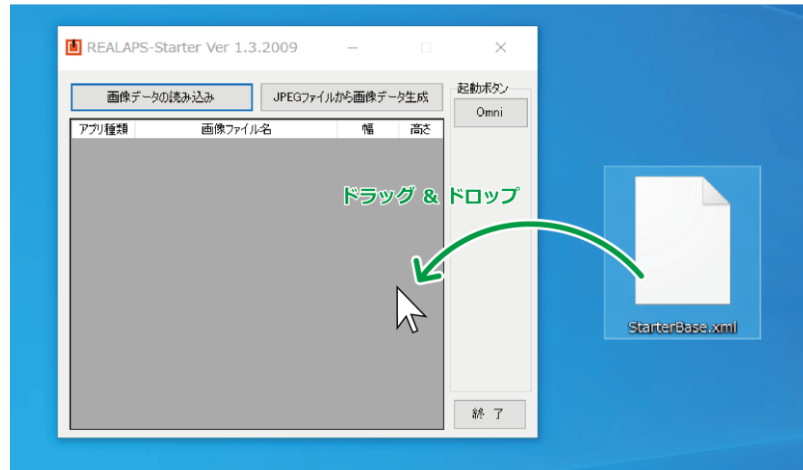 REALAPS-Starter Ver 1.3.2009
画像データの読み込み
JPEGファイルから画像データ生成
起動ボタン
Omni
アプリ種類 画像ファイル名 幅 高さ
ドラッグ & ドロップ
StarterBase.xml
終 了